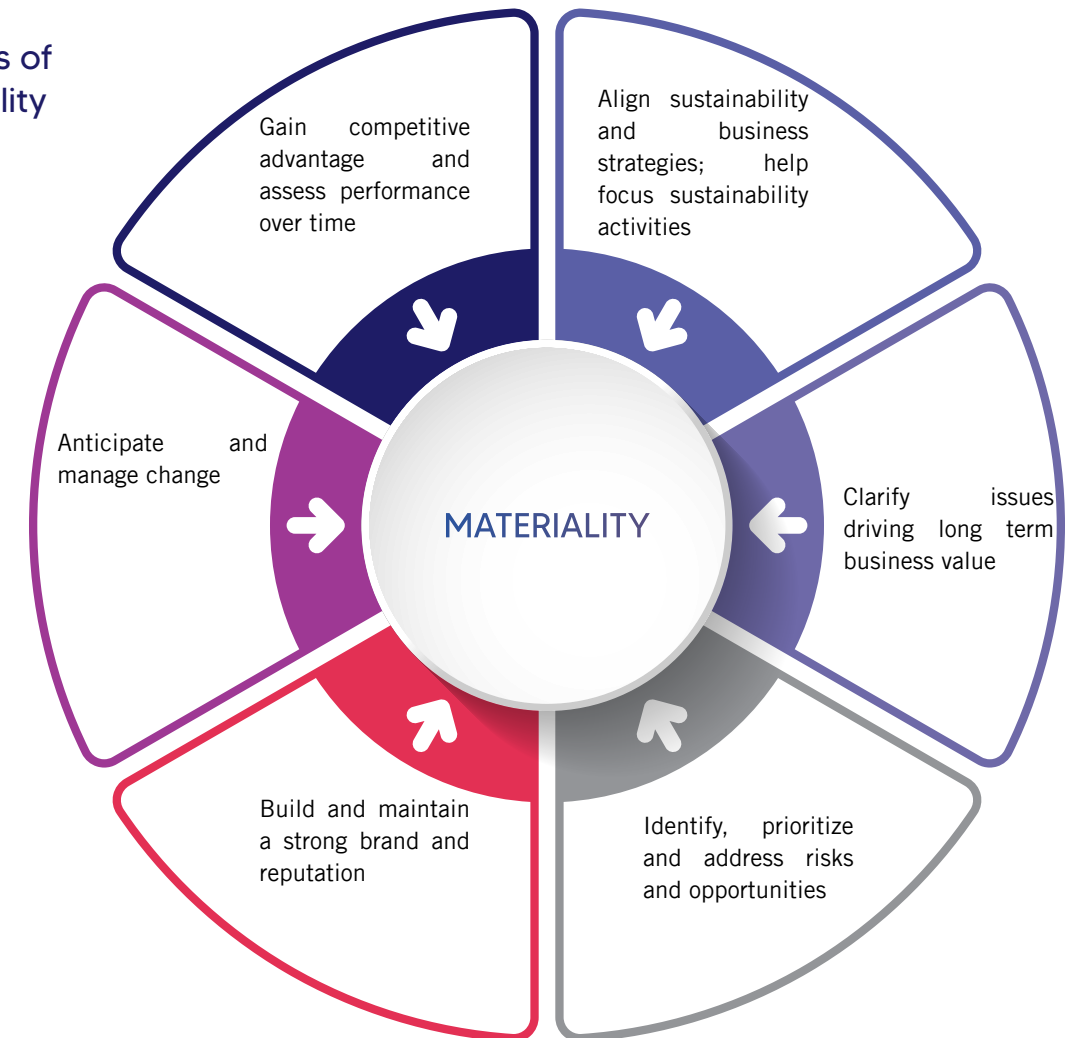 s of
lity
Gain competitive
advantage and
assess performance
over time
Align sustainability
and business
strategies; help
focus sustainability
activities
Anticipate and
manage change
MATERIALITY
Clarify issues
driving long term
business value
Build and maintain
a strong brand and
reputation
Identify, prioritize
and address risks
and opportunities